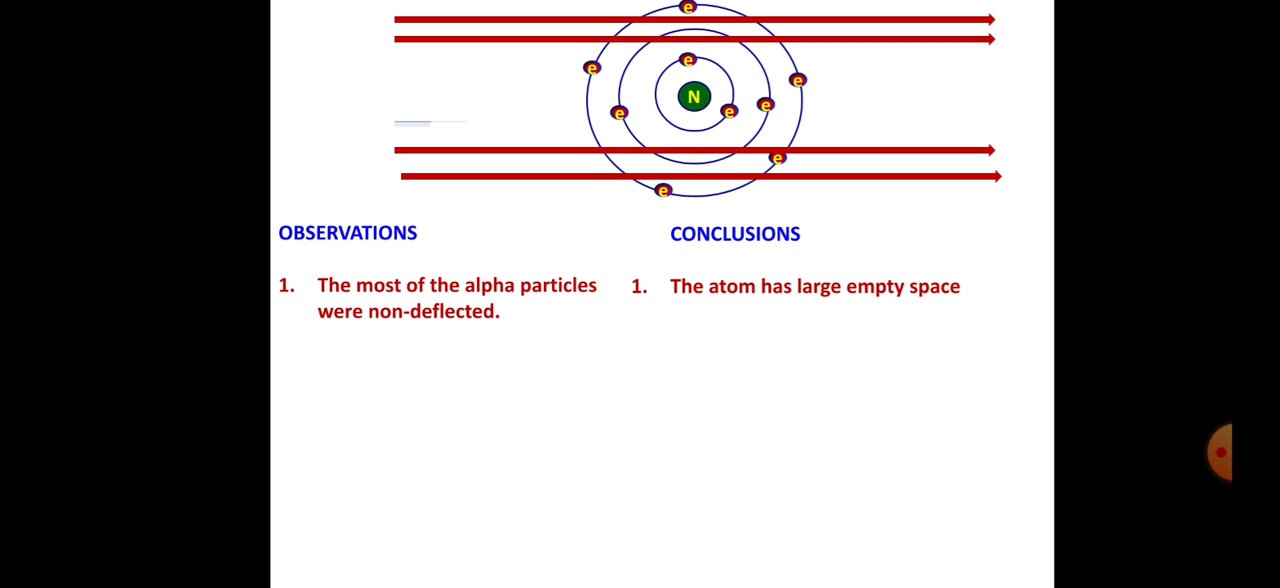 e
e
e
e
N
e
e
e
e
e
OBSERVATIONS
CONCLUSIONS
1. The most of the alpha particles
were non-deflected.
1. The atom has large empty space